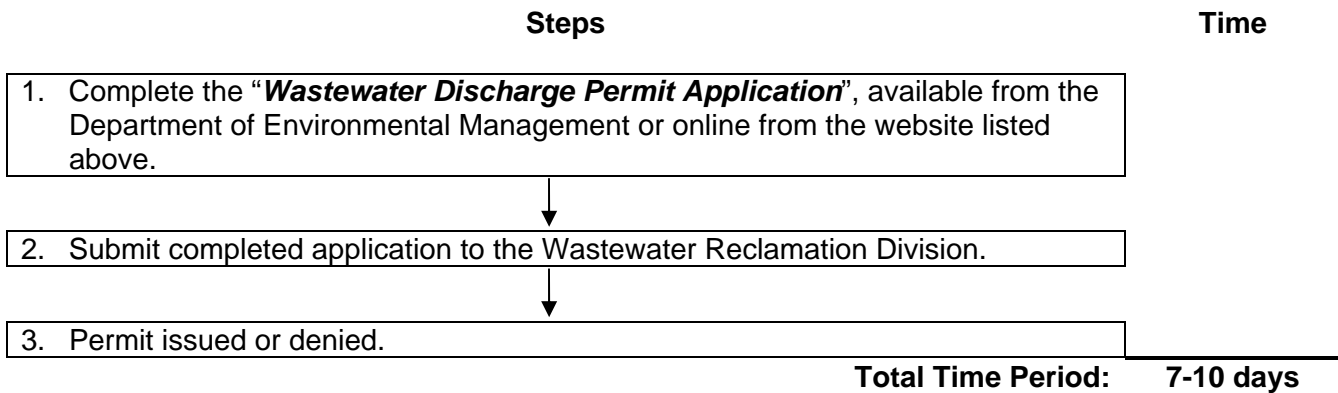 Steps Time
1. Complete the “Wastewater Discharge Permit Application”, available from the
Department of Environmental Management or online from the website listed
above.
2. Submit completed application to the Wastewater Reclamation Division.
3. Permit issued or denied.
Total Time Period: 7-10 days